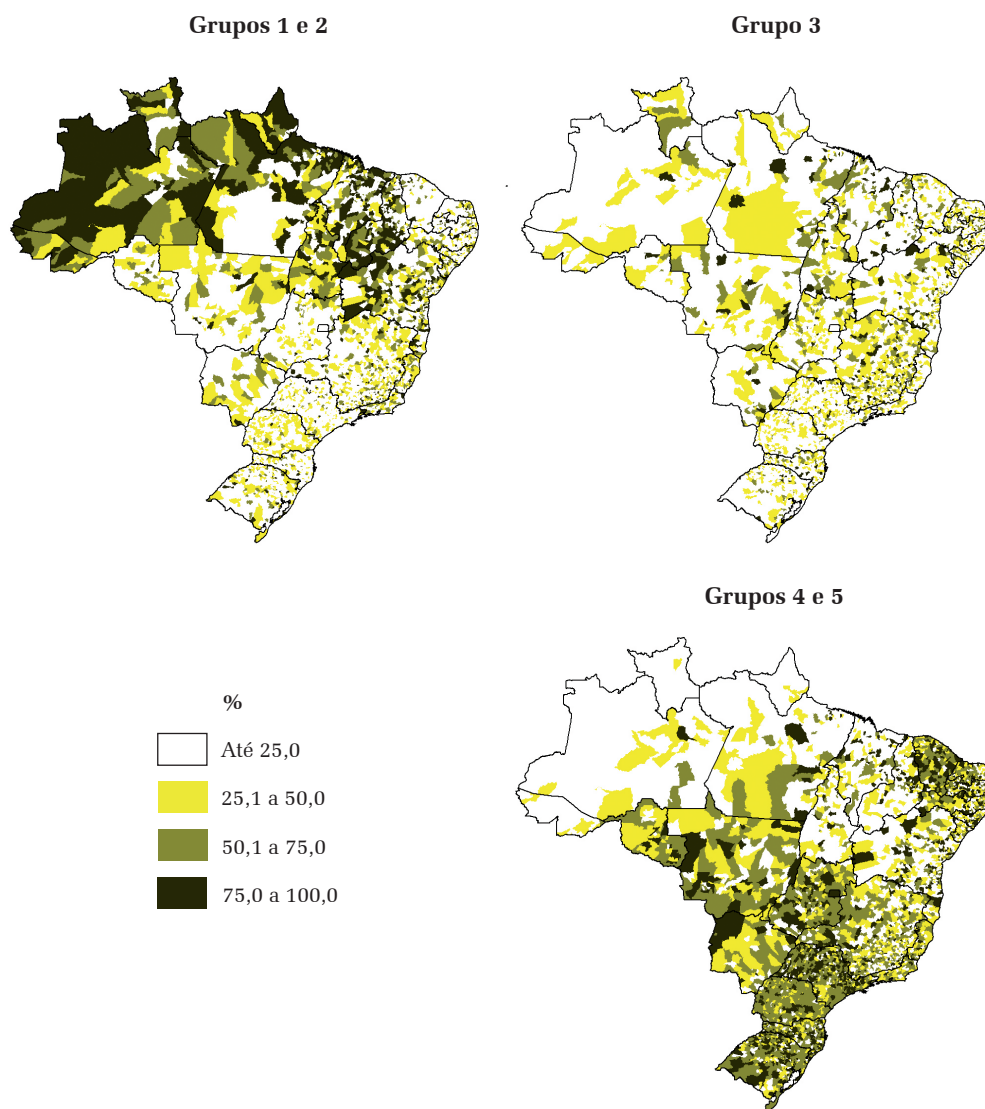 Grupos 1 e 2
Grupo 3
Grupos 4 e 5
%
Até 25,0
25,1 a 50,0
50,1 a 75,0
75,0 a 100,0